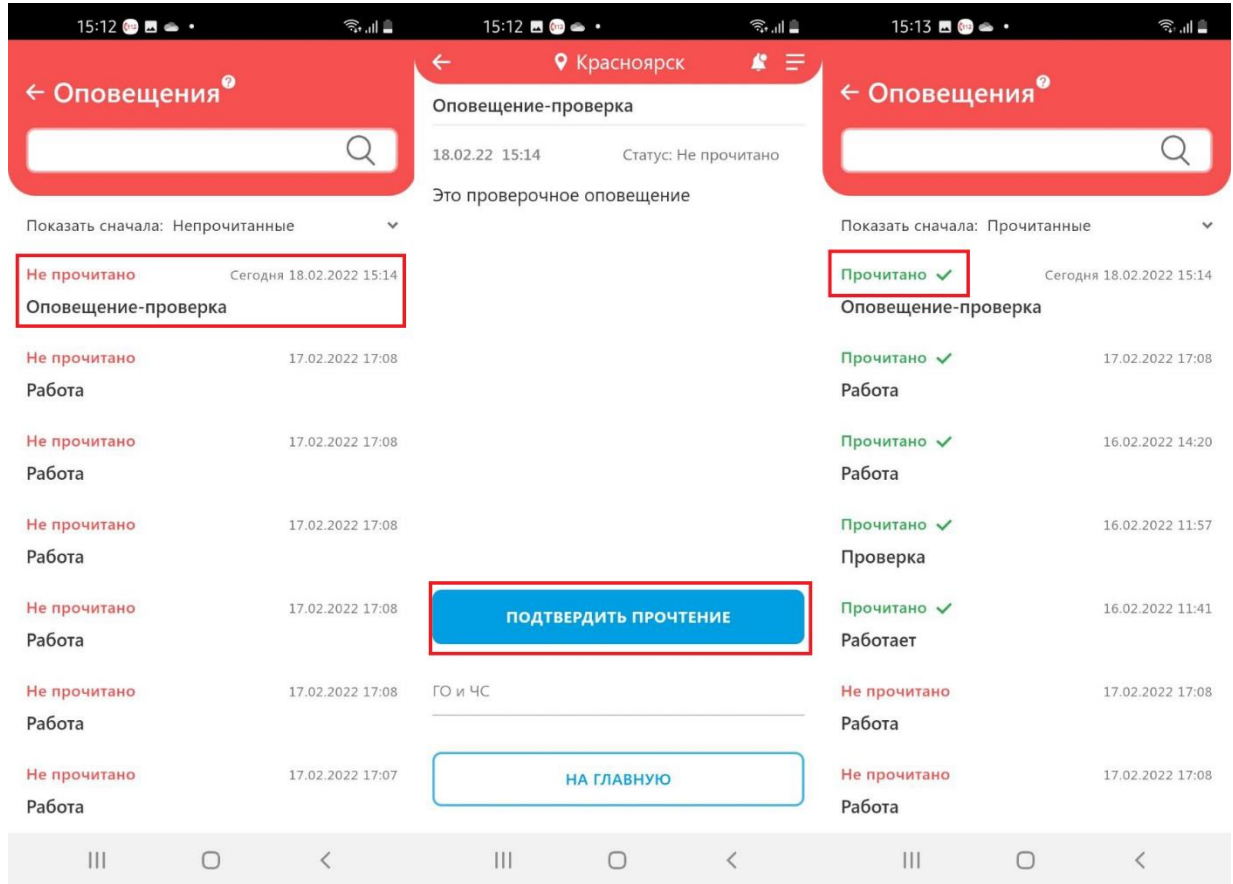 15:12
← Оповещения?
Показать сначала: Непрочитанные
Не прочитано Сегодня 18.02.2022 15:14
Оповещение-проверка
Не прочитано 17.02.2022 17:08
Работа
Не прочитано 17.02.2022 17:08
Работа
Не прочитано 17.02.2022 17:08
Работа
Не прочитано 17.02.2022 17:08
Работа
Не прочитано 17.02.2022 17:08
Работа
Не прочитано 17.02.2022 17:07
Работа
15:12
Красноярск
Оповещение-проверка
18.02.22 15:14 Статус: Не прочитано
Это проверочное оповещение
ПОДТВЕРДИТЬ ПРОЧТЕНИЕ
ГО и ЧС
НА ГЛАВНУЮ
15:13
← Оповещения?
Показать сначала: Прочитанные
Прочитано ✓ Сегодня 18.02.2022 15:14
Оповещение-проверка
Прочитано ✓ 17.02.2022 17:08
Работа
Прочитано ✓ 16.02.2022 14:20
Работа
Прочитано ✓ 16.02.2022 11:57
Проверка
Прочитано ✓ 16.02.2022 11:41
Работает
Не прочитано 17.02.2022 17:08
Работа
Не прочитано 17.02.2022 17:08
Работа